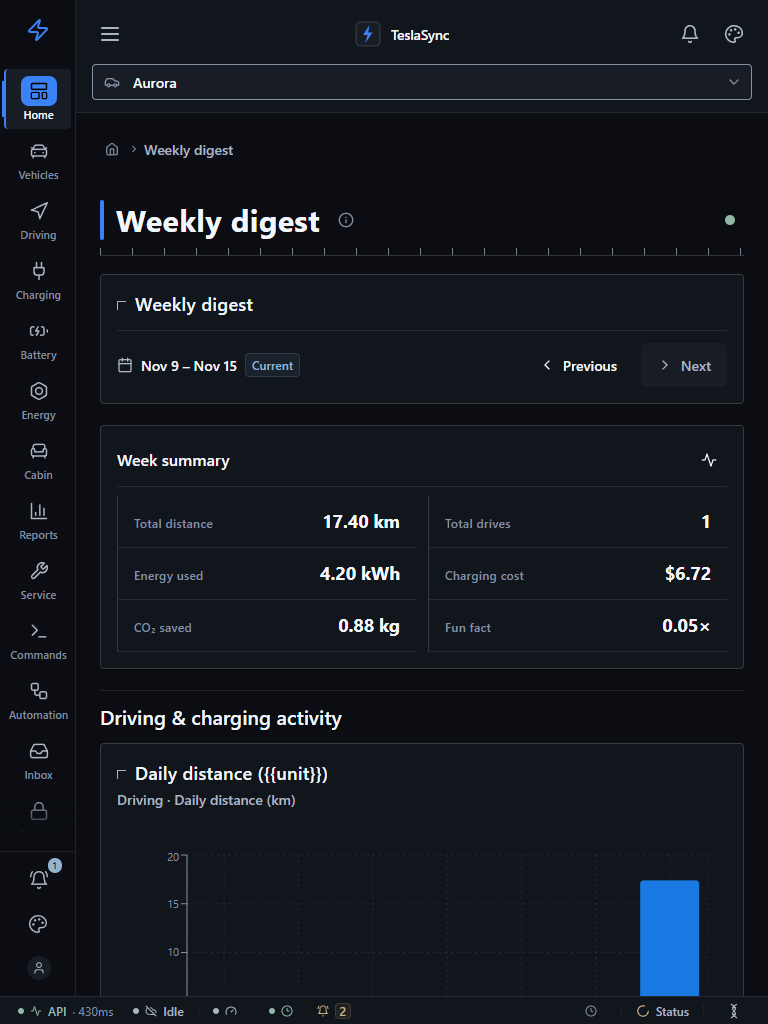 TeslaSync
Aurora
Home
Vehicles
Driving
Charging
Battery
Energy
Cabin
Reports
Service
Commands
Automation
Inbox
1
Weekly digest
Weekly digest
Weekly digest
Nov 9 – Nov 15 Current Previous Next
Week summary
Total distance 17.40 km Total drives 1
Energy used 4.20 kWh Charging cost $6.72
CO₂ saved 0.88 kg Fun fact 0.05×
Driving & charging activity
Daily distance ({{unit}})
Driving · Daily distance (km)
20
15
10
API · 430ms Idle 2 Status